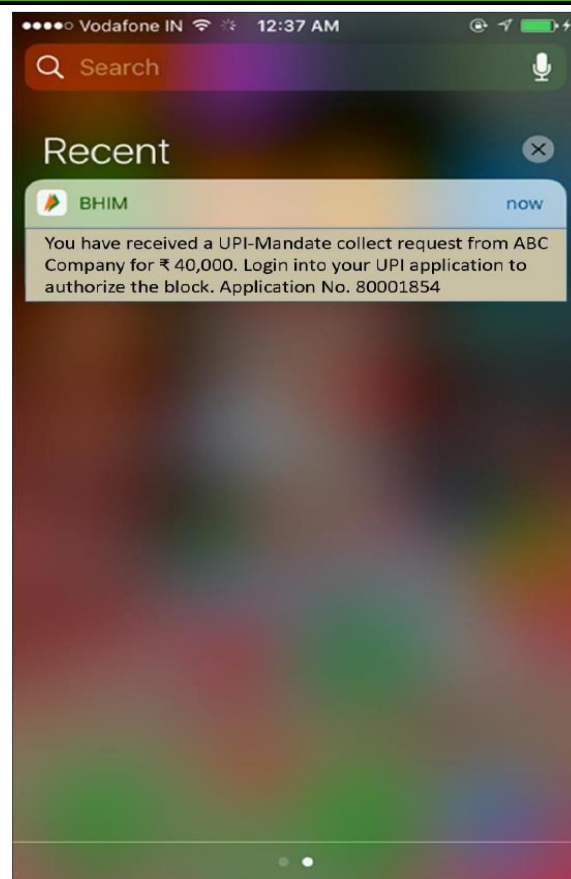 Vodafone IN 12:37 AM
Search
Recent
BHIM now
You have received a UPI-Mandate collect request from ABC
Company for ₹ 40,000. Login into your UPI application to
authorize the block. Application No. 80001854